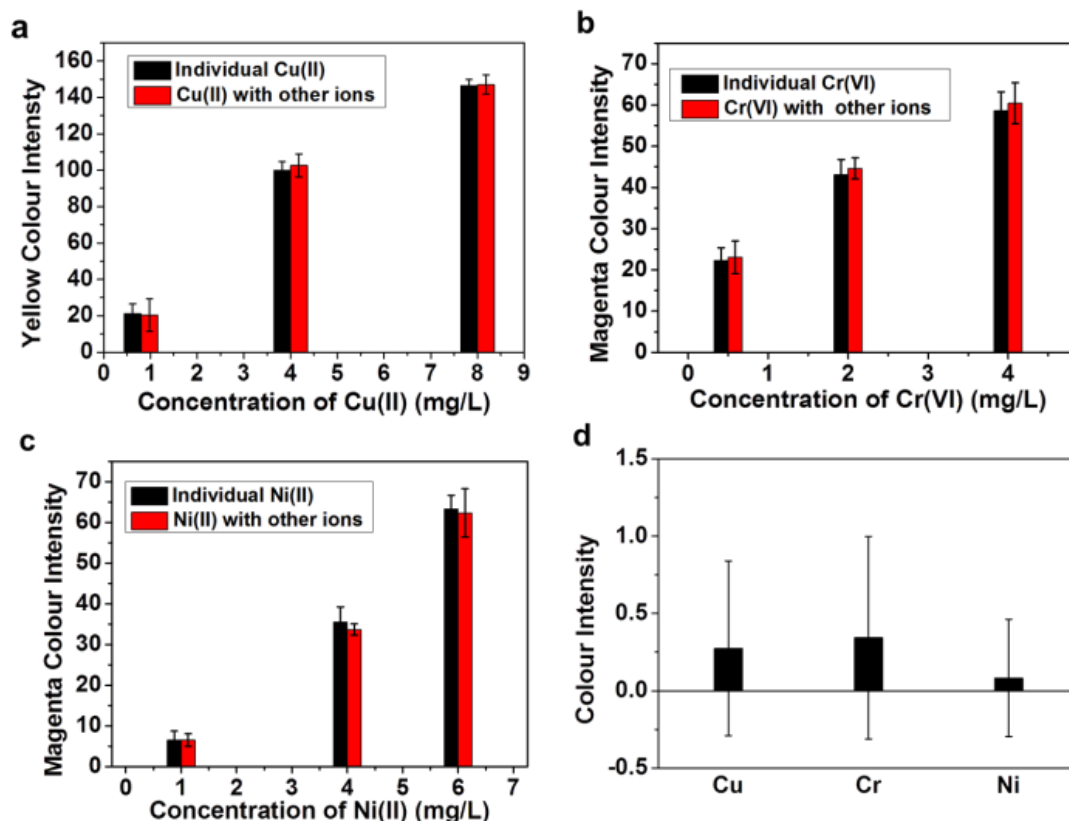 a
160
140
120
100
80
60
40
20
0
Yellow Colour Intensity
Individual Cu(II)
Cu(II) with other ions
0 1 2 3 4 5 6 7 8 9
Concentration of Cu(II) (mg/L)
b
70
60
50
40
30
20
10
0
Magenta Colour Intensity
Individual Cr(VI)
Cr(VI) with other ions
0 1 2 3 4
Concentration of Cr(VI) (mg/L)
c
70
60
50
40
30
20
10
0
Magenta Colour Intensity
Individual Ni(II)
Ni(II) with other ions
0 1 2 3 4 5 6 7
Concentration of Ni(II) (mg/L)
d
1.5
1.0
0.5
0.0
-0.5
Colour Intensity
Cu Cr Ni